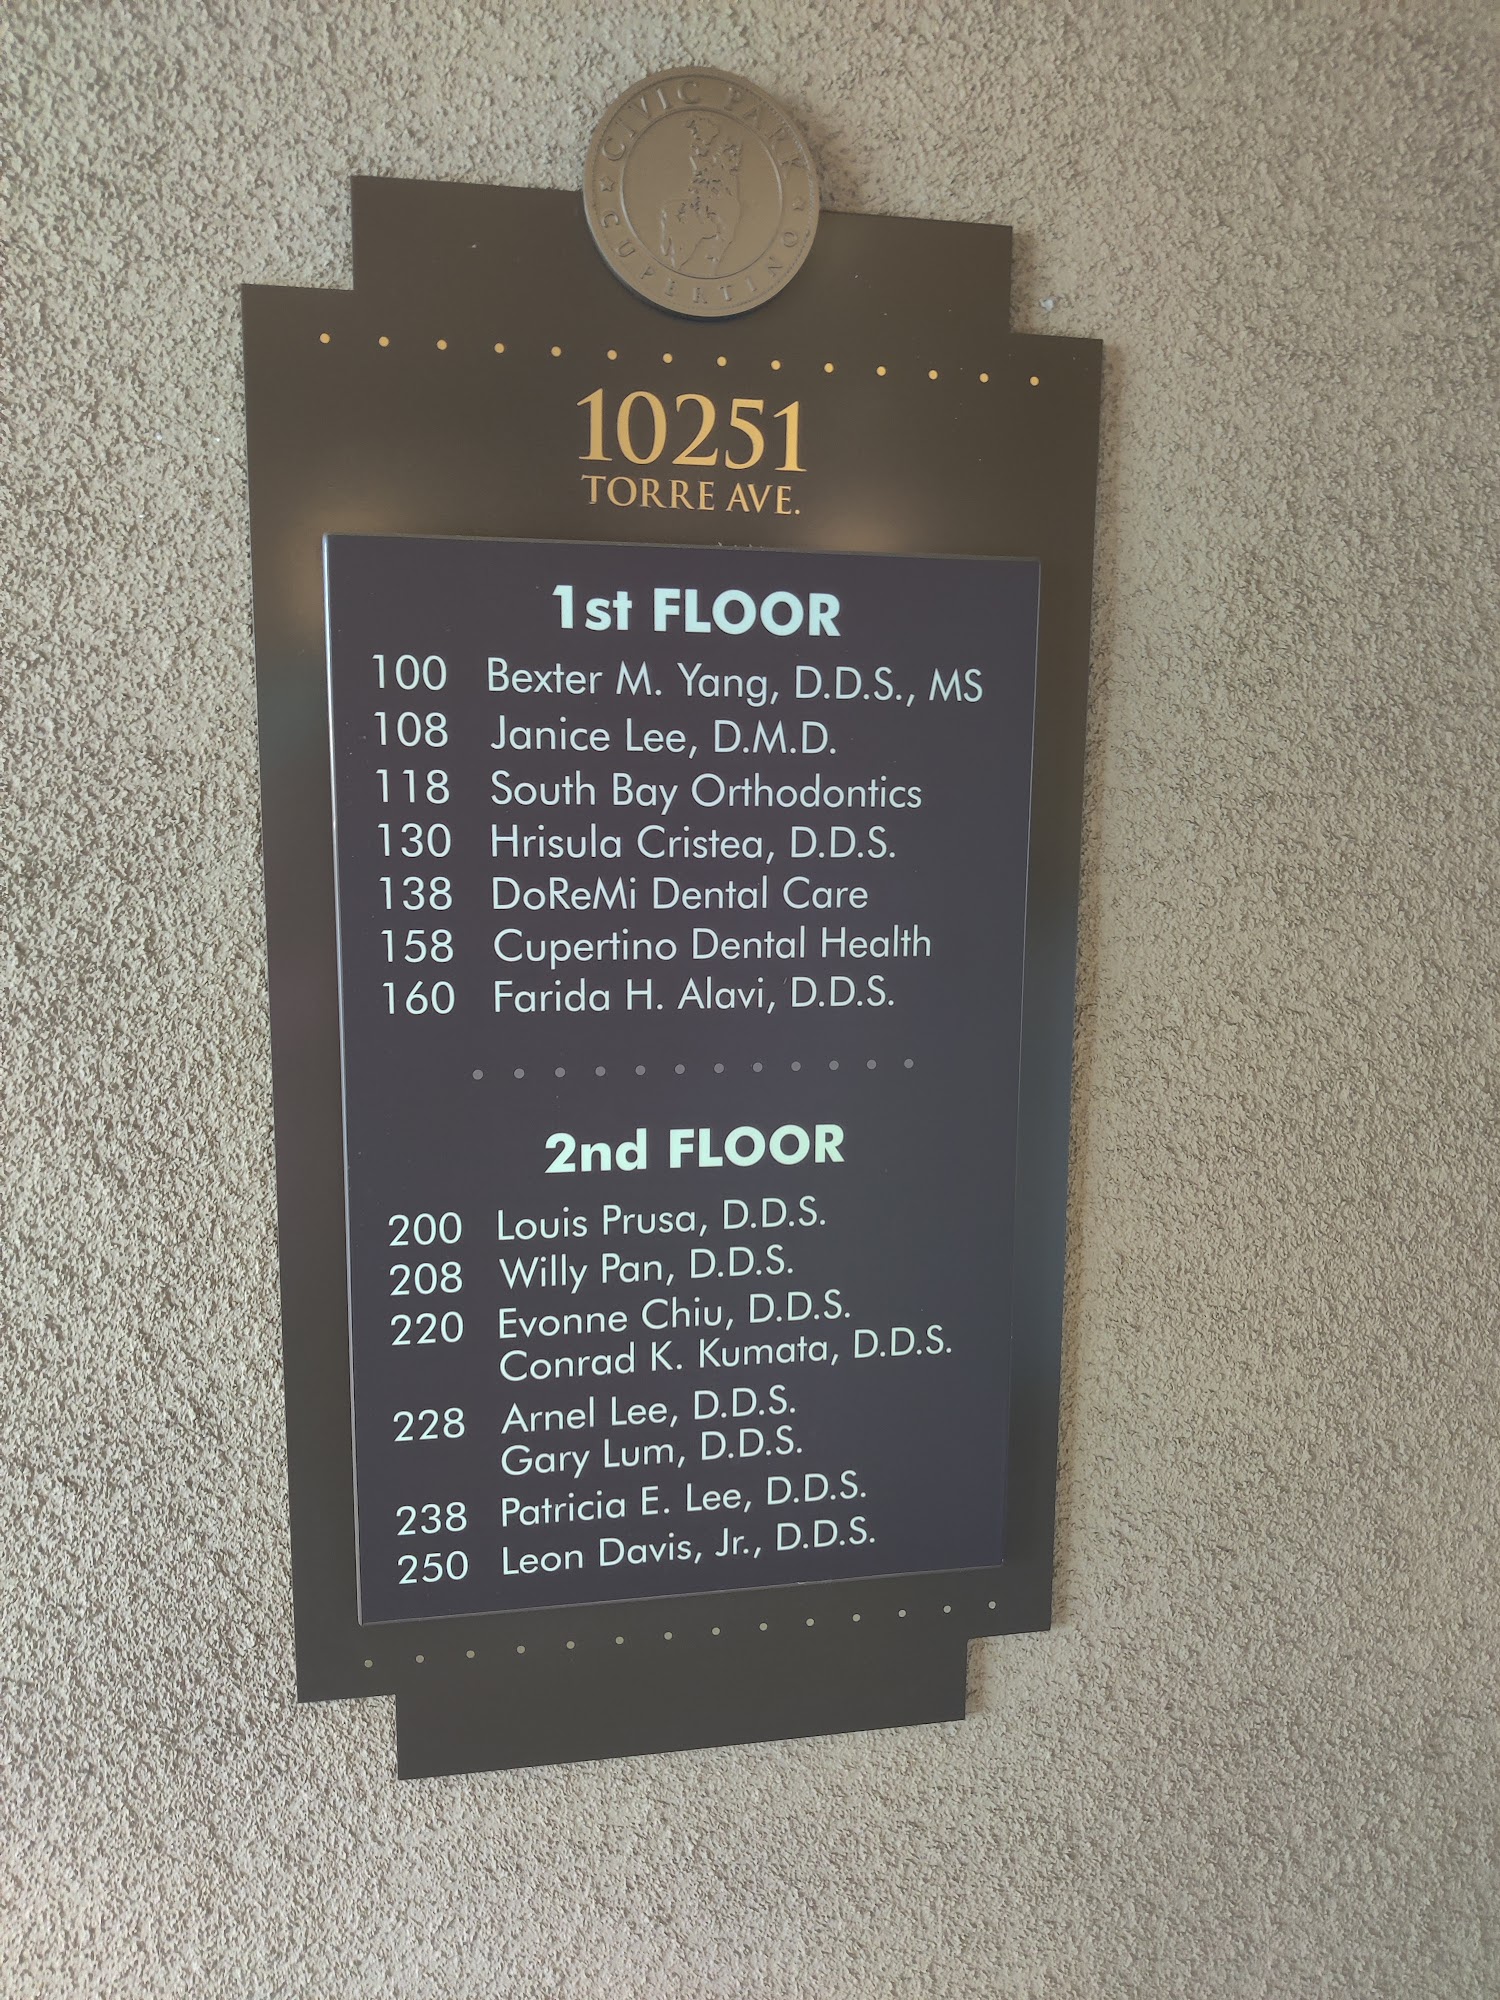 CIVIC PARK
CUPERTINO
10251
TORRE AVE.
1st FLOOR
100 Bexter M. Yang, D.D.S., MS
108 Janice Lee, D.M.D.
118 South Bay Orthodontics
130 Hrisula Cristea, D.D.S.
138 DoReMi Dental Care
158 Cupertino Dental Health
160 Farida H. Alavi, D.D.S.
2nd FLOOR
200 Louis Prusa, D.D.S.
208 Willy Pan, D.D.S.
220 Evonne Chiu, D.D.S.
Conrad K. Kumata, D.D.S.
228 Arnel Lee, D.D.S.
Gary Lum, D.D.S.
238 Patricia E. Lee, D.D.S.
250 Leon Davis, Jr., D.D.S.